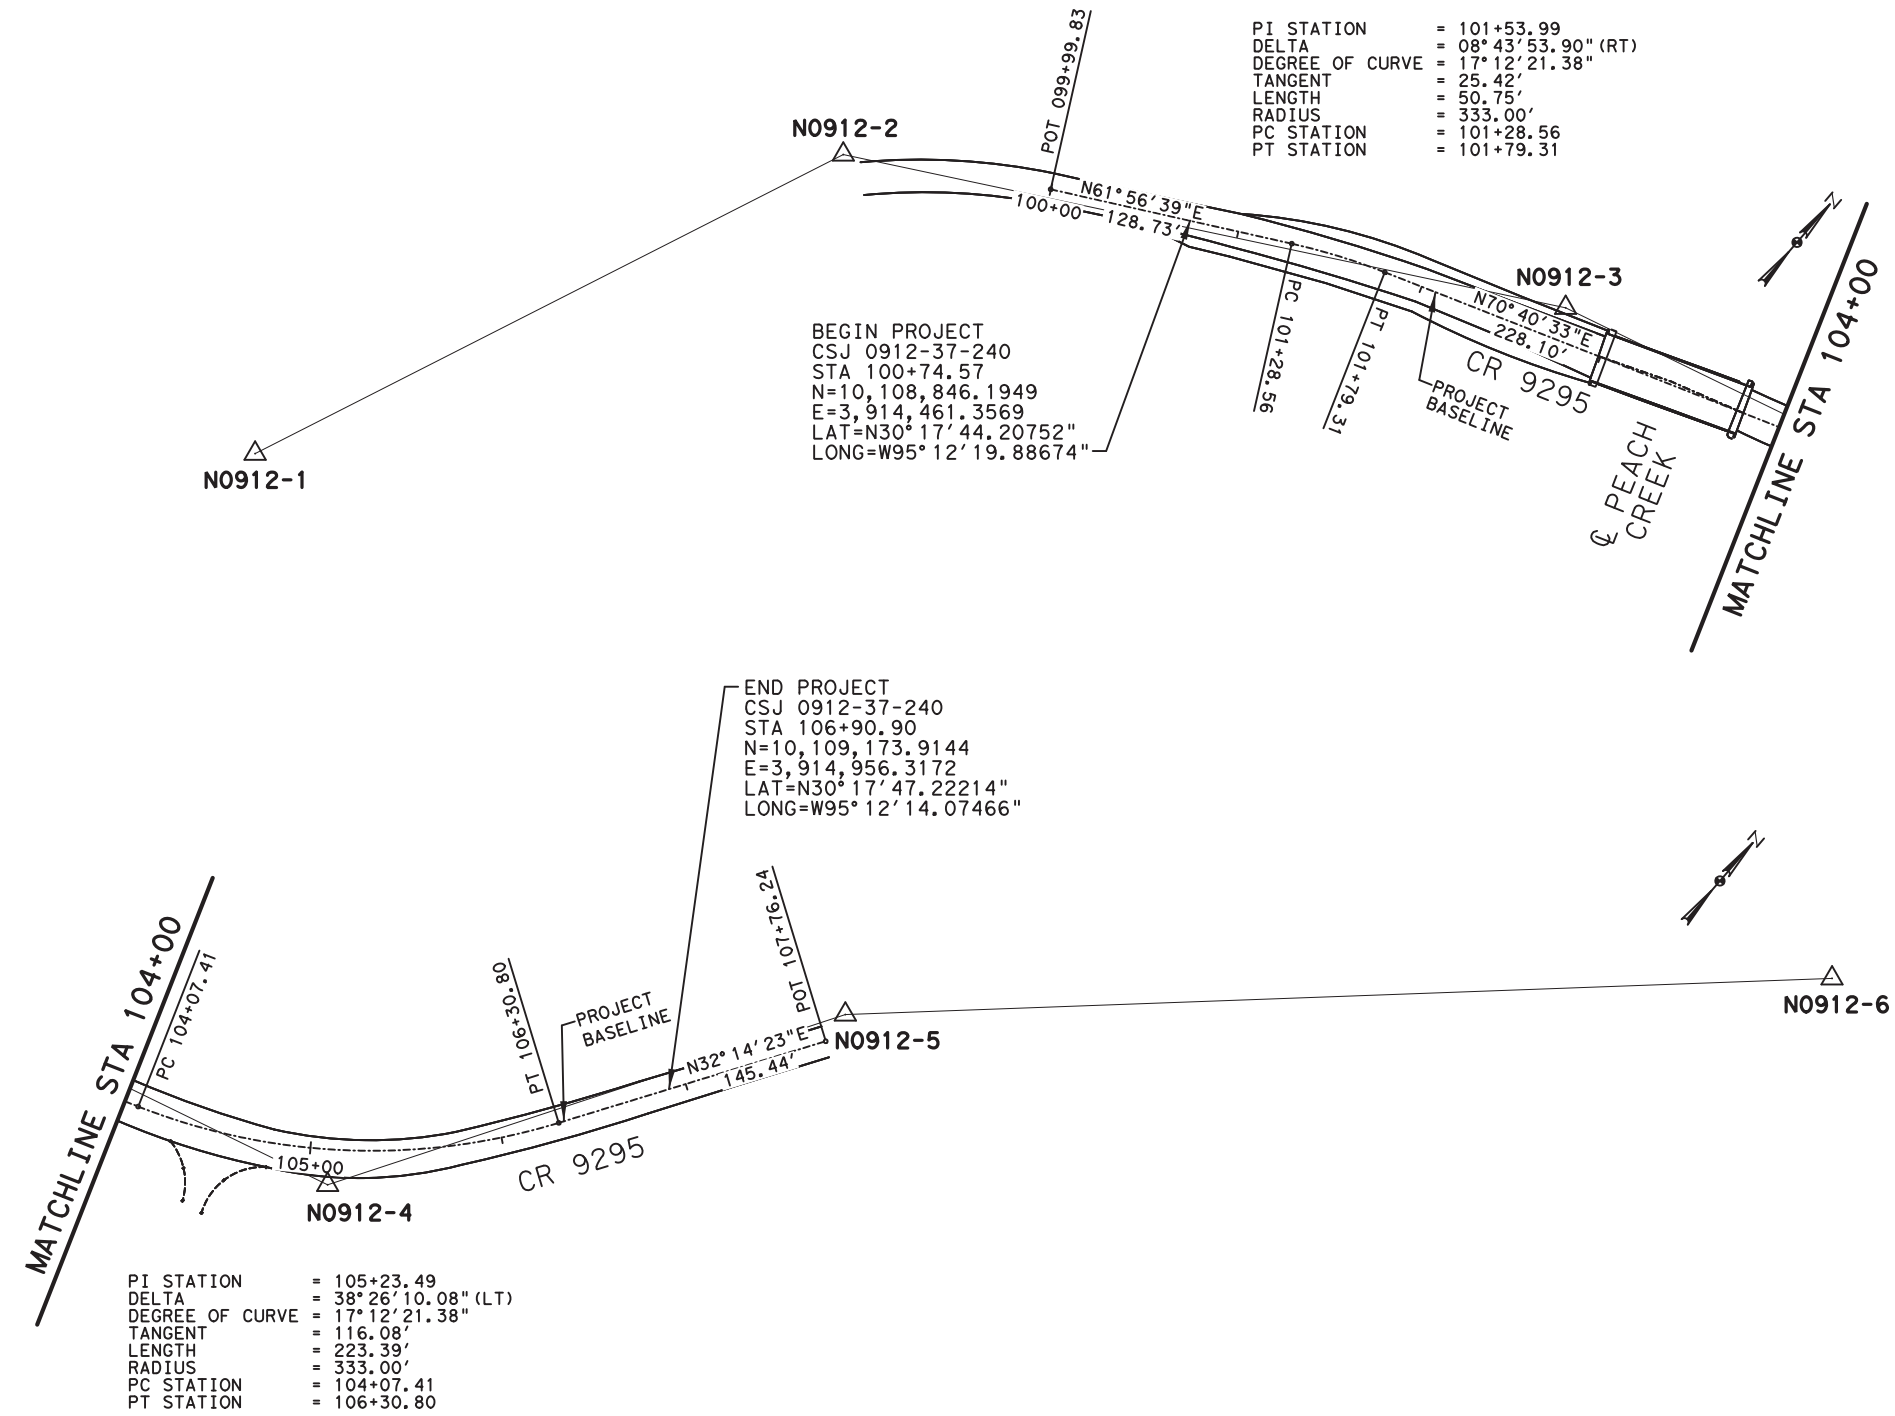 PI STATION = 101+53.99
DELTA = 08°43'53.90"(RT)
DEGREE OF CURVE = 17°12'21.38"
TANGENT = 25.42'
LENGTH = 50.75'
RADIUS = 333.00'
PC STATION = 101+28.56
PT STATION = 101+79.31
POT 099+99.83
N0912-2
N61°56'39"E
100+00
128.73'
N0912-3
N
N70°40'33"E
228.10'
CR 9295
PC 101+28.56
PT 101+79.31
PROJECT
BASELINE
BEGIN PROJECT
CSJ 0912-37-240
STA 100+74.57
N=10,108,846.1949
E=3,914,461.3569
LAT=N30°17'44.20752"
LONG=W95°12'19.88674"
N0912-1
℄ PEACH
CREEK
MATCHLINE STA 104+00
END PROJECT
CSJ 0912-37-240
STA 106+90.90
N=10,109,173.9144
E=3,914,956.3172
LAT=N30°17'47.22214"
LONG=W95°12'14.07466"
N
MATCHLINE STA 104+00
PC 104+07.41
PT 106+30.80
PROJECT
BASELINE
POT 107+76.24
N32°14'23"E
145.44'
N0912-5
N0912-6
105+00
CR 9295
N0912-4
PI STATION = 105+23.49
DELTA = 38°26'10.08"(LT)
DEGREE OF CURVE = 17°12'21.38"
TANGENT = 116.08'
LENGTH = 223.39'
RADIUS = 333.00'
PC STATION = 104+07.41
PT STATION = 106+30.80